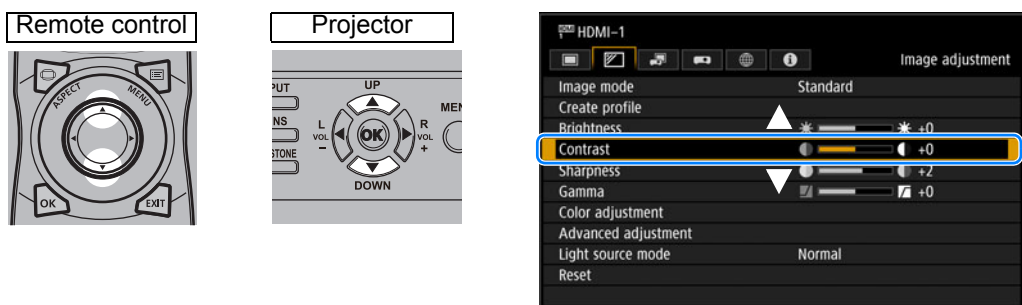 Remote control
ASPECT
MENU
OK
EXIT
Projector
PUT
UP
MEN
NS
L
R
VOL
OK
VOL
-
+
STONE
DOWN
HDMI-1
Image adjustment
Image mode Standard
Create profile
Brightness +0
Contrast +0
Sharpness +2
Gamma +0
Color adjustment
Advanced adjustment
Light source mode Normal
Reset